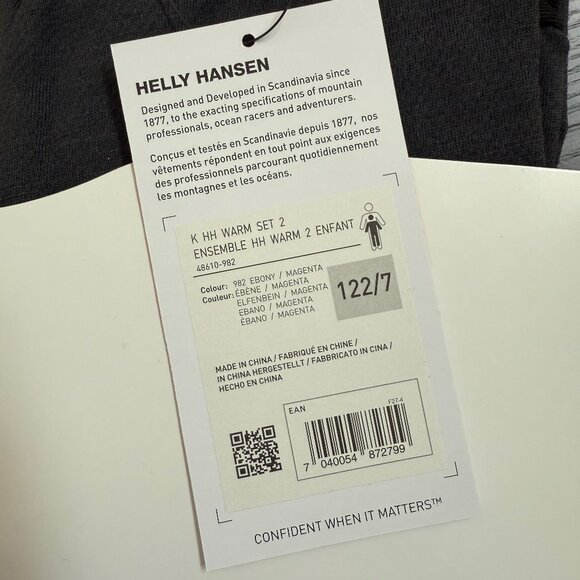 HELLY HANSEN
Designed and Developed in Scandinavia since
1877, to the exacting specifications of mountain
professionals, ocean racers and adventurers.
Conçus et testés en Scandinavie depuis 1877, nos
vêtements répondent en tout point aux exigences
des professionnels parcourant quotidiennement
les montagnes et les océans.
K HH WARM SET 2
ENSEMBLE HH WARM 2 ENFANT
48610-982
Colour: 982 EBONY / MAGENTA
Couleur: ÉBÈNE / MAGENTA
ELFENBEIN / MAGENTA
EBANO / MAGENTA
ÉBANO / MAGENTA
122/7
MADE IN CHINA / FABRIQUÉ EN CHINE /
IN CHINA HERGESTELLT / FABBRICATO IN CINA /
HECHO EN CHINA
EAN
F27-4
7 040054 872799
CONFIDENT WHEN IT MATTERS™